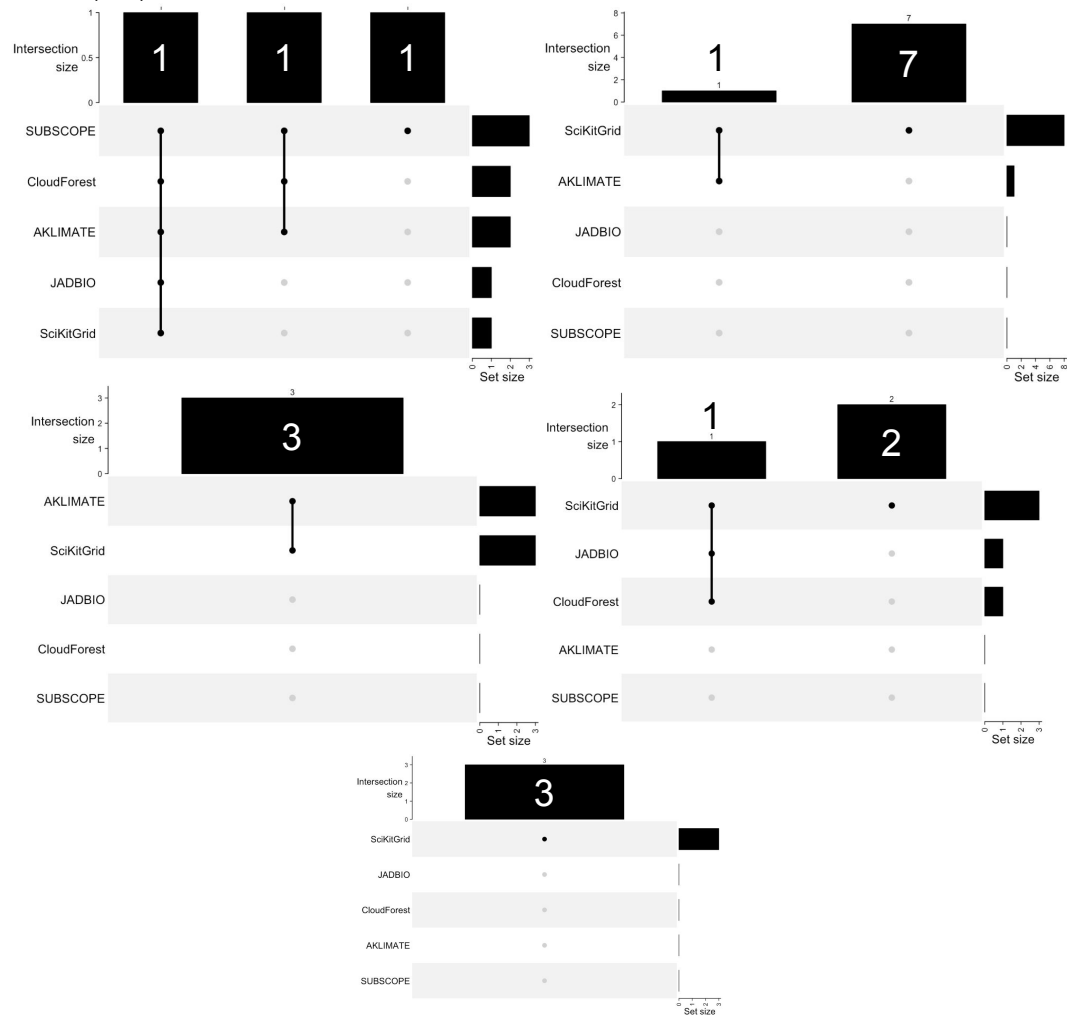 1
Intersection
size
0.5
0
1
1
1
SUBSCOPE
CloudForest
AKLIMATE
JADBIO
SciKitGrid
0
1
2
3
Set size
8
6
4
2
0
Intersection
size
1
1
7
7
SciKitGrid
AKLIMATE
JADBIO
CloudForest
SUBSCOPE
0
2
4
6
8
Set size
3
2
1
0
Intersection
size
3
3
AKLIMATE
SciKitGrid
JADBIO
CloudForest
SUBSCOPE
0
1
2
3
Set size
2
1
0
Intersection
size
1
1
2
2
SciKitGrid
JADBIO
CloudForest
AKLIMATE
SUBSCOPE
0
1
2
3
Set size
3
2
1
0
Intersection
size
3
3
SciKitGrid
JADBIO
CloudForest
AKLIMATE
SUBSCOPE
0
1
2
3
Set size